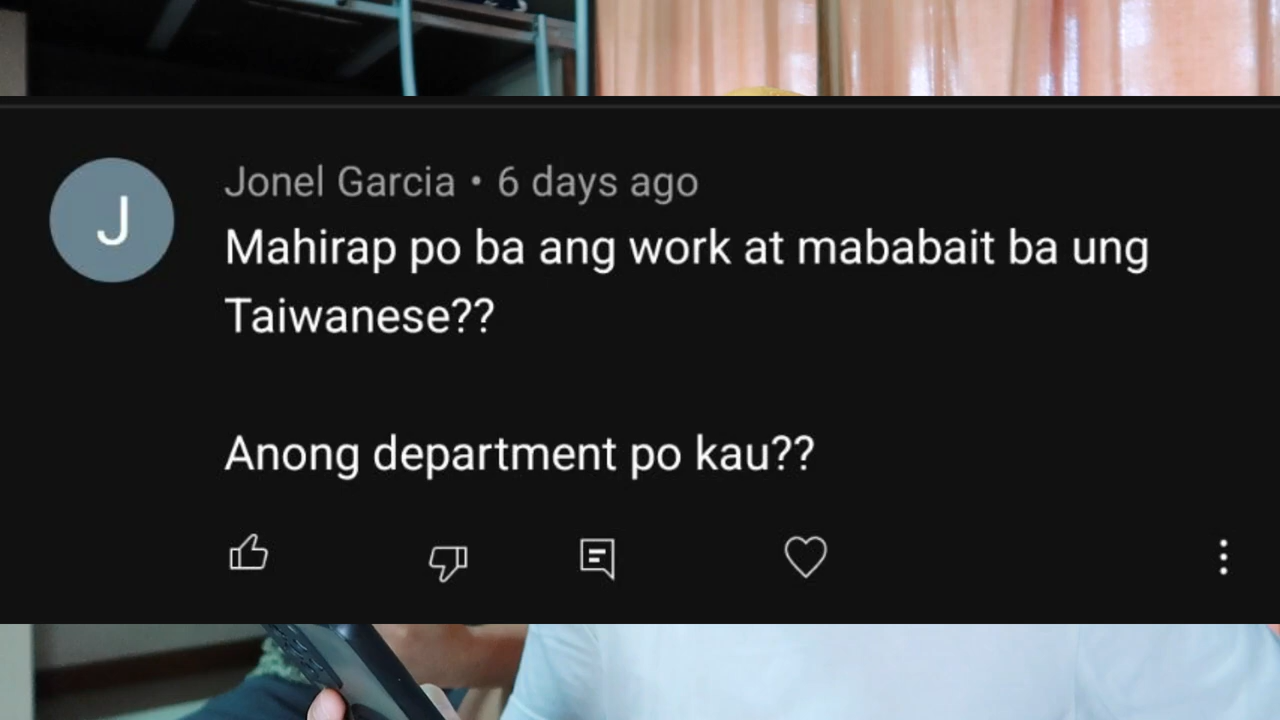 J
Jonel Garcia • 6 days ago
Mahirap po ba ang work at mababait ba ung
Taiwanese??
Anong department po kau??